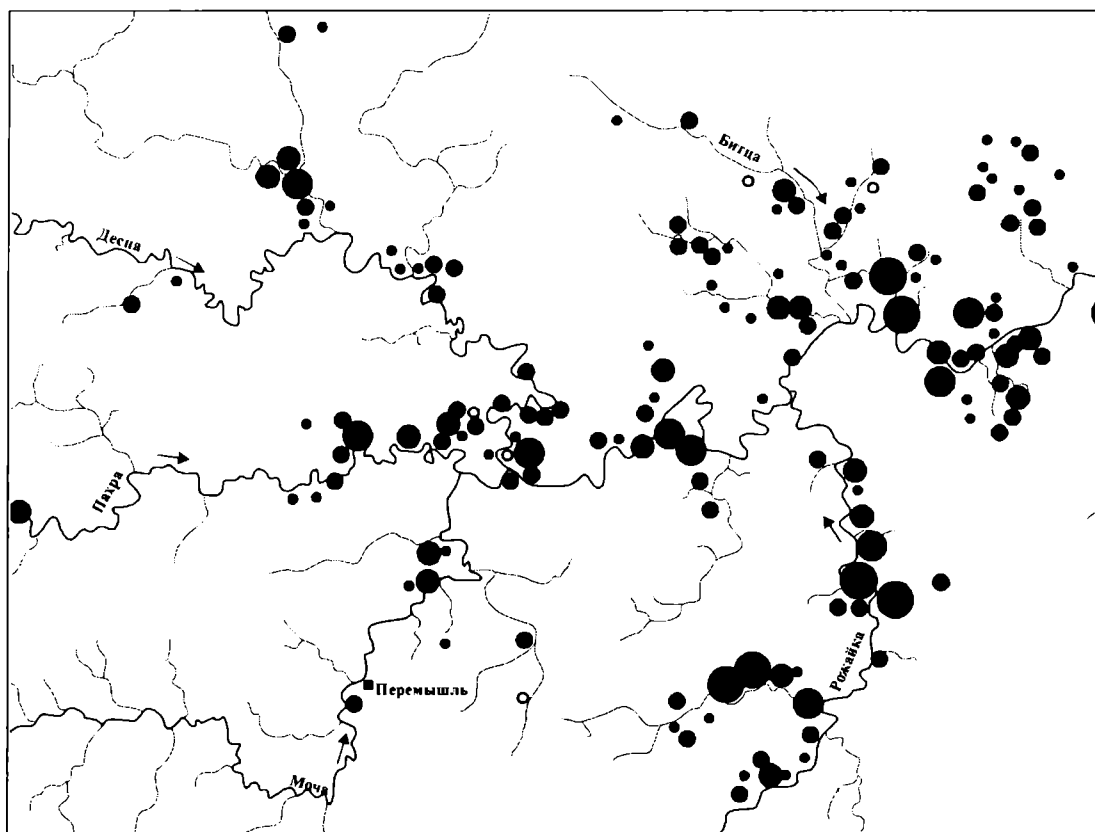 Битца
Десна
Пахра
Рожайка
Перемышль
Моча